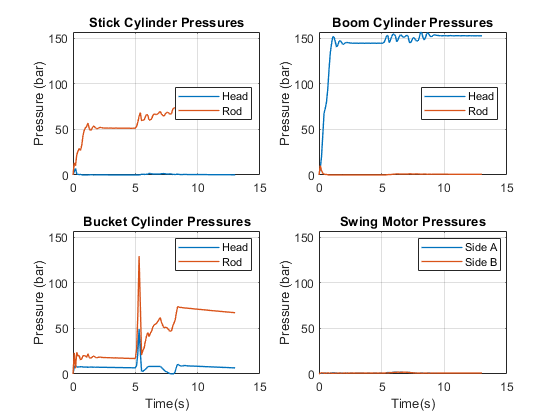 Stick Cylinder Pressures
150
100
50
0
Pressure (bar)
Head
Rod
0 5 10 15
Boom Cylinder Pressures
150
100
50
0
Pressure (bar)
Head
Rod
0 5 10 15
Bucket Cylinder Pressures
150
100
50
0
Pressure (bar)
Head
Rod
0 5 10 15
Time(s)
Swing Motor Pressures
150
100
50
0
Pressure (bar)
Side A
Side B
0 5 10 15
Time(s)